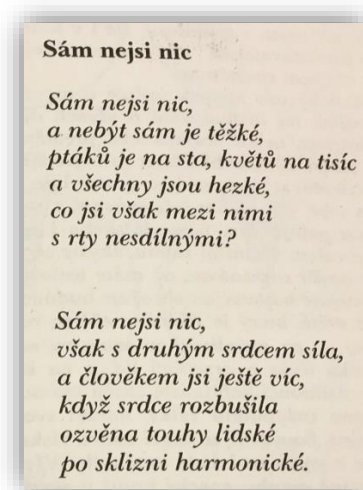 Sám nejsi nic
Sám nejsi nic,
a nebýt sám je těžké,
ptáků je na sta, květů na tisíc
a všechny jsou hezké,
co jsi však mezi nimi
s rty nesdílnými?
Sám nejsi nic,
však s druhým srdcem síla,
a člověkem jsi ještě víc,
když srdce rozbušila
ozvěna touhy lidské
po sklizni harmonické.